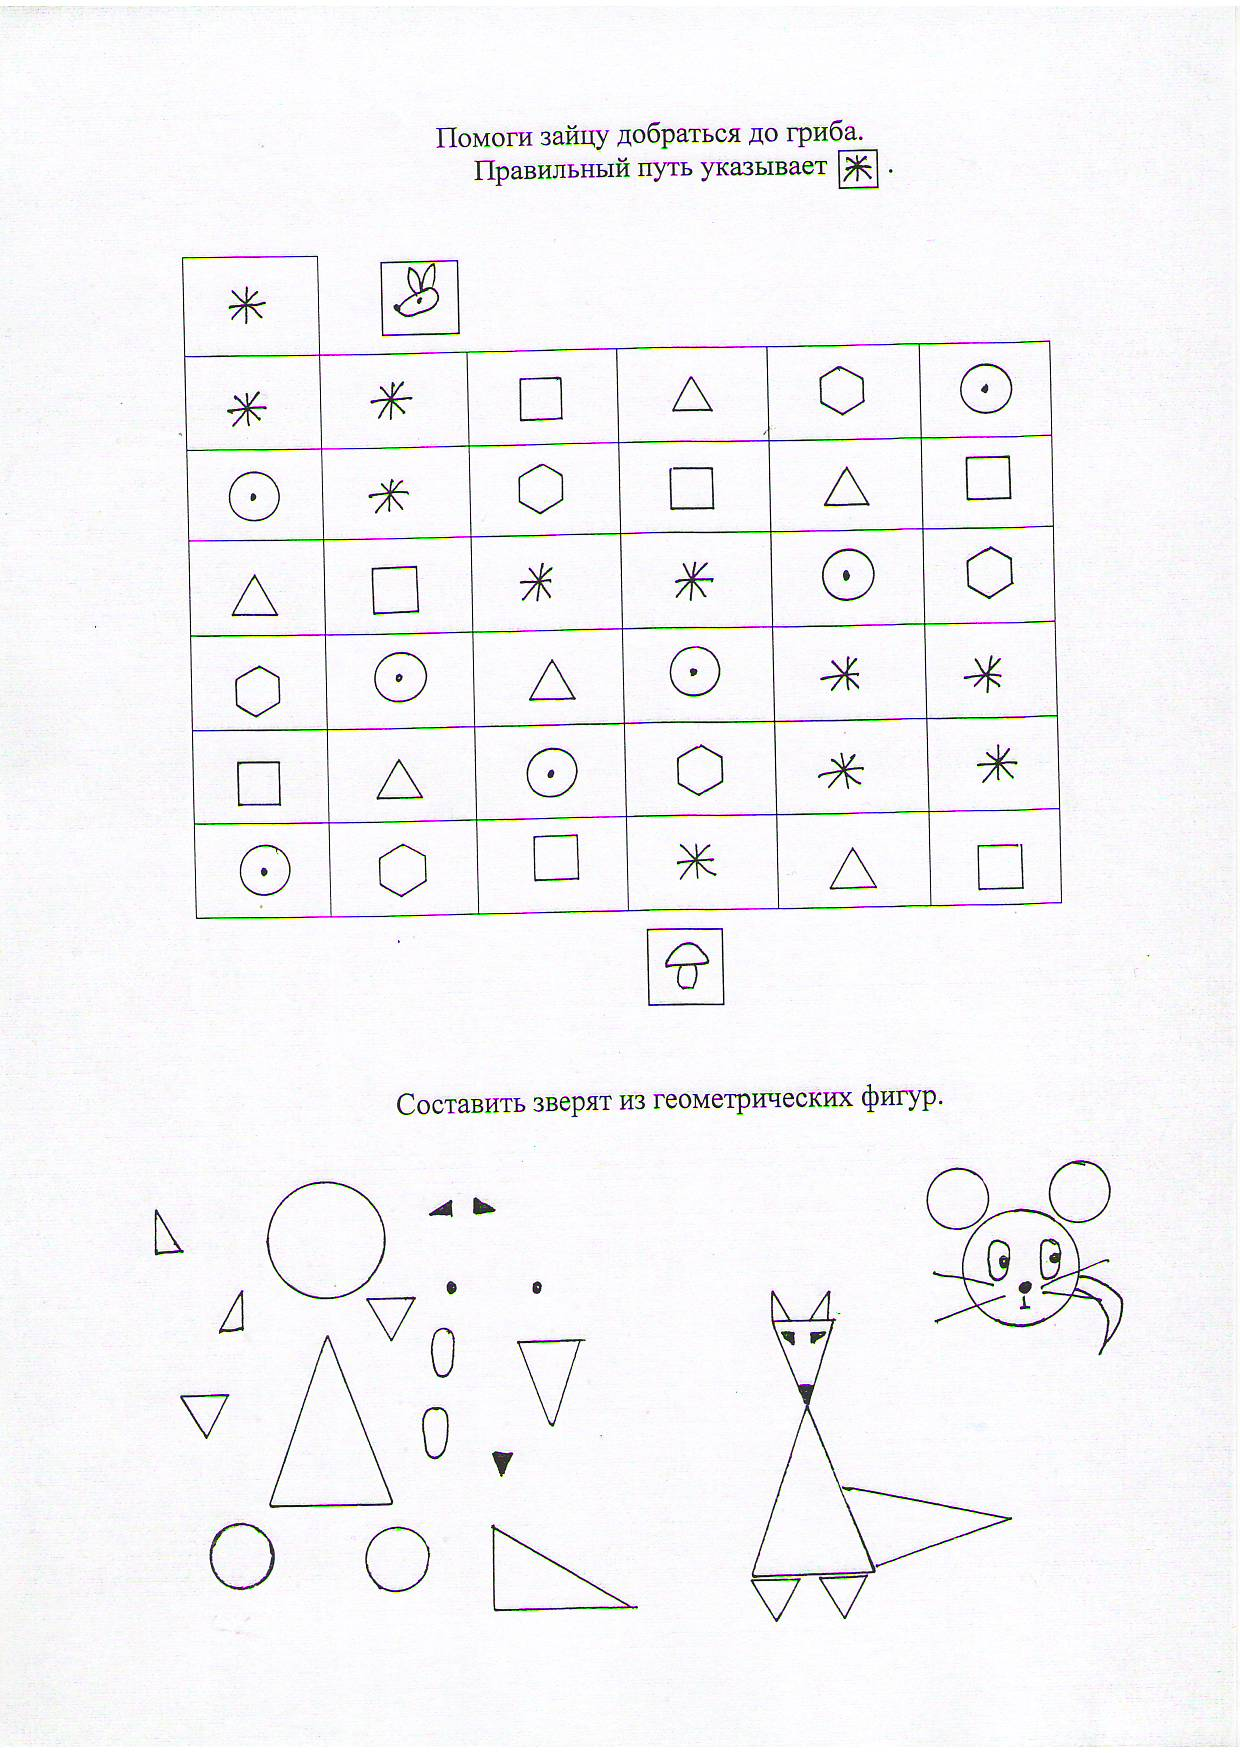 Помоги зайцу добраться до гриба.
Правильный путь указывает .
Составить зверят из геометрических фигур.